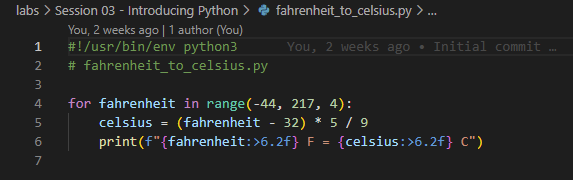 labs > Session 03 - Introducing Python > fahrenheit_to_celsius.py > ...
You, 2 weeks ago | 1 author (You)
1 #!/usr/bin/env python3 You, 2 weeks ago • Initial commit …
2 # fahrenheit_to_celsius.py
3
4 for fahrenheit in range(-44, 217, 4):
5 celsius = (fahrenheit - 32) * 5 / 9
6 print(f"{fahrenheit:>6.2f} F = {celsius:>6.2f} C")
7